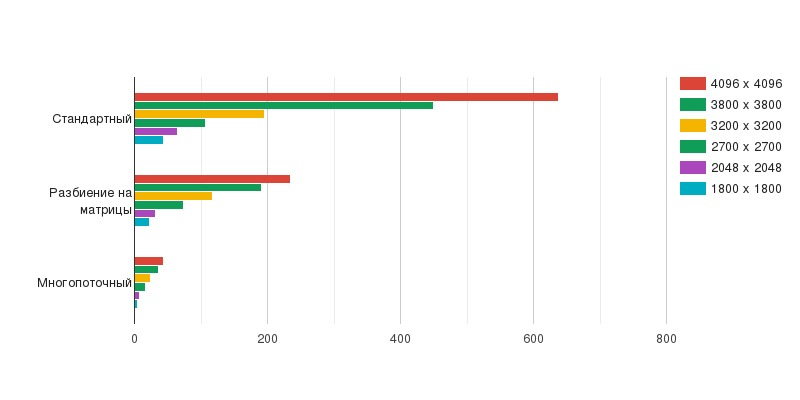 Стандартный
Разбиение на
матрицы
Многопоточный
0 200 400 600 800
4096 x 4096
3800 x 3800
3200 x 3200
2700 x 2700
2048 x 2048
1800 x 1800